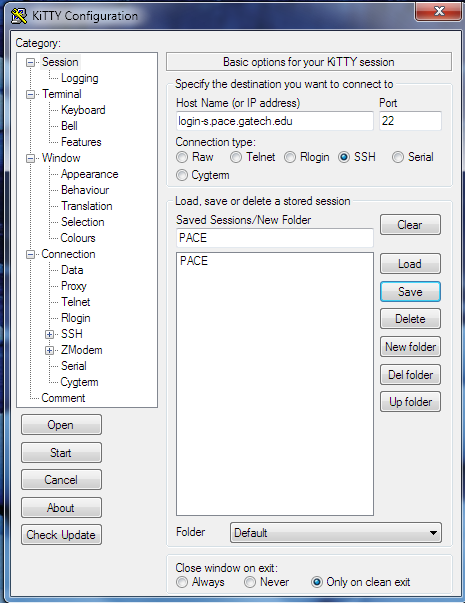 KiTTY Configuration
Category:
Session
Logging
Terminal
Keyboard
Bell
Features
Window
Appearance
Behaviour
Translation
Selection
Colours
Connection
Data
Proxy
Telnet
Rlogin
SSH
ZModem
Serial
Cygterm
Comment
Open
Start
Cancel
About
Check Update
Basic options for your KiTTY session
Specify the destination you want to connect to
Host Name (or IP address) Port
login-s.pace.gatech.edu 22
Connection type:
Raw Telnet Rlogin SSH Serial
Cygterm
Load, save or delete a stored session
Saved Sessions/New Folder
PACE
PACE
Clear
Load
Save
Delete
New folder
Del folder
Up folder
Folder Default
Close window on exit:
Always Never Only on clean exit